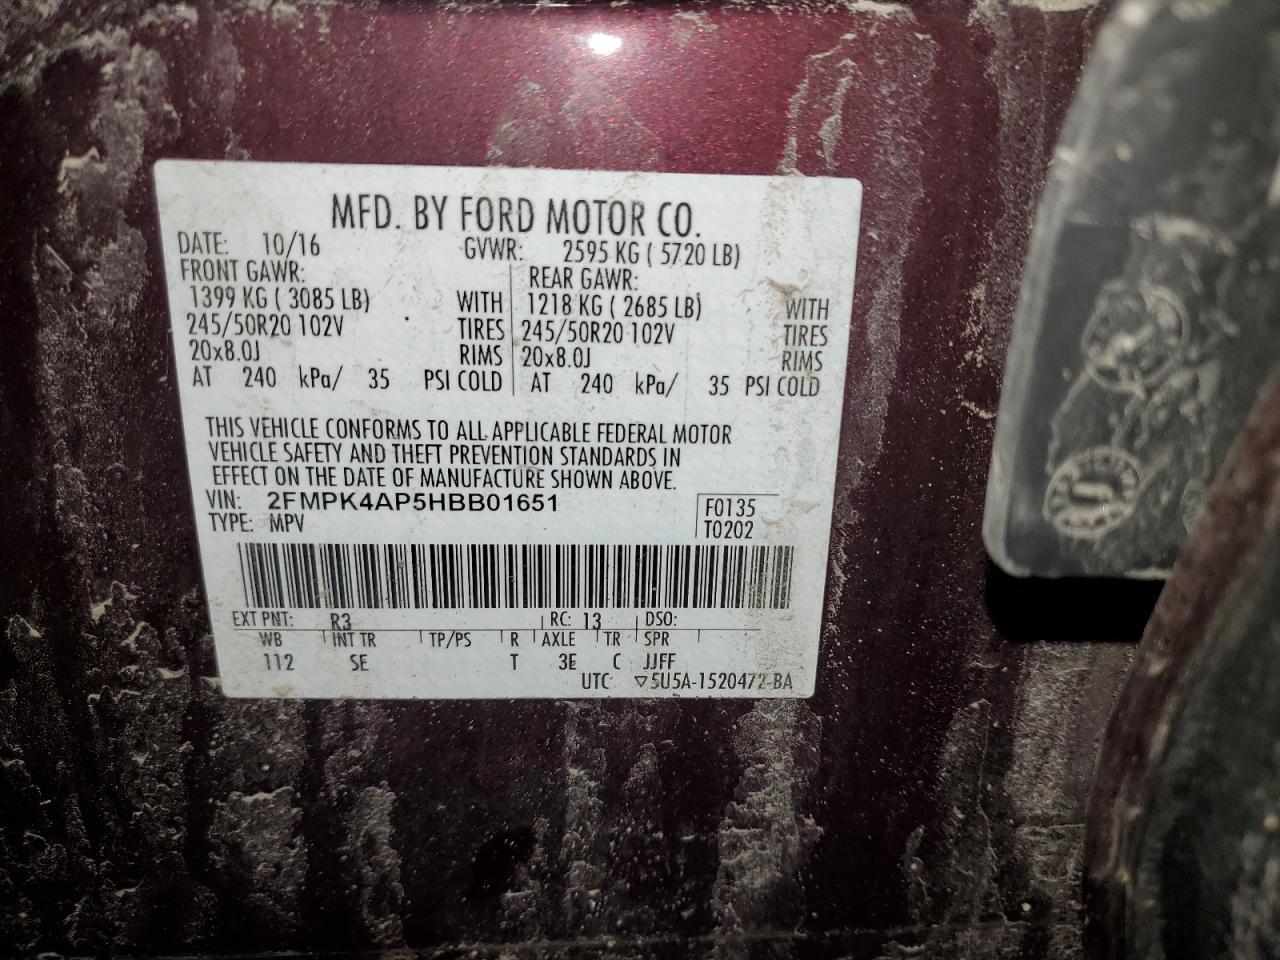 MFD. BY FORD MOTOR CO.
DATE: 10/16 GVWR: 2595 KG ( 5720 LB)
FRONT GAWR: REAR GAWR:
1399 KG ( 3085 LB) WITH 1218 KG ( 2685 LB) WITH
245/50R20 102V TIRES 245/50R20 102V TIRES
20x8.0J RIMS 20x8.0J RIMS
AT 240 kPa/ 35 PSI COLD AT 240 kPa/ 35 PSI COLD
THIS VEHICLE CONFORMS TO ALL APPLICABLE FEDERAL MOTOR
VEHICLE SAFETY AND THEFT PREVENTION STANDARDS IN
EFFECT ON THE DATE OF MANUFACTURE SHOWN ABOVE.
VIN: 2FMPK4AP5HBB01651 F0135
TYPE: MPV T0202
EXT PNT: R3 RC: 13 DSO:
WB INT TR TP/PS R AXLE TR SPR
112 SE T 3E C JJFF
UTC ▽5U5A-1520472-BA